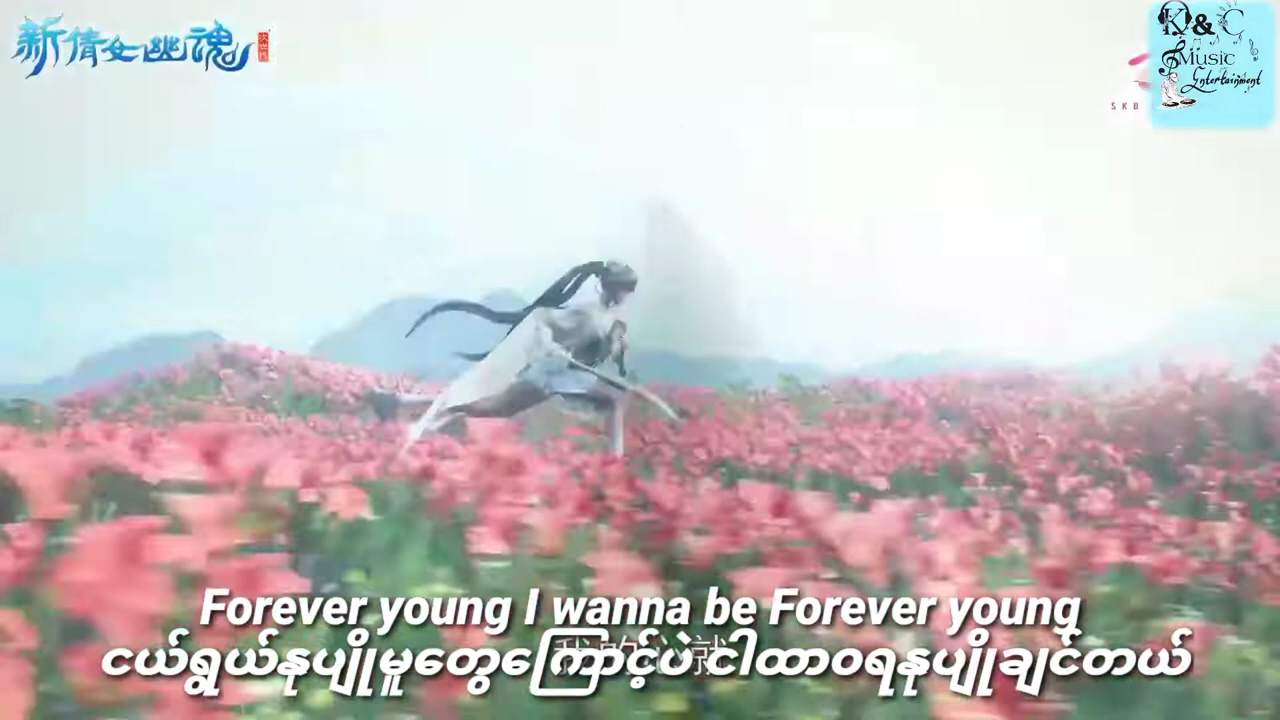 新倩女幽魂
K&C
Music
Entertainment
SKB
Forever young I wanna be Forever young
ငယ်ရွယ်နုပျိုမှုတွေကြောင့်ပဲ ငါထာဝရနုပျိုချင်တယ်